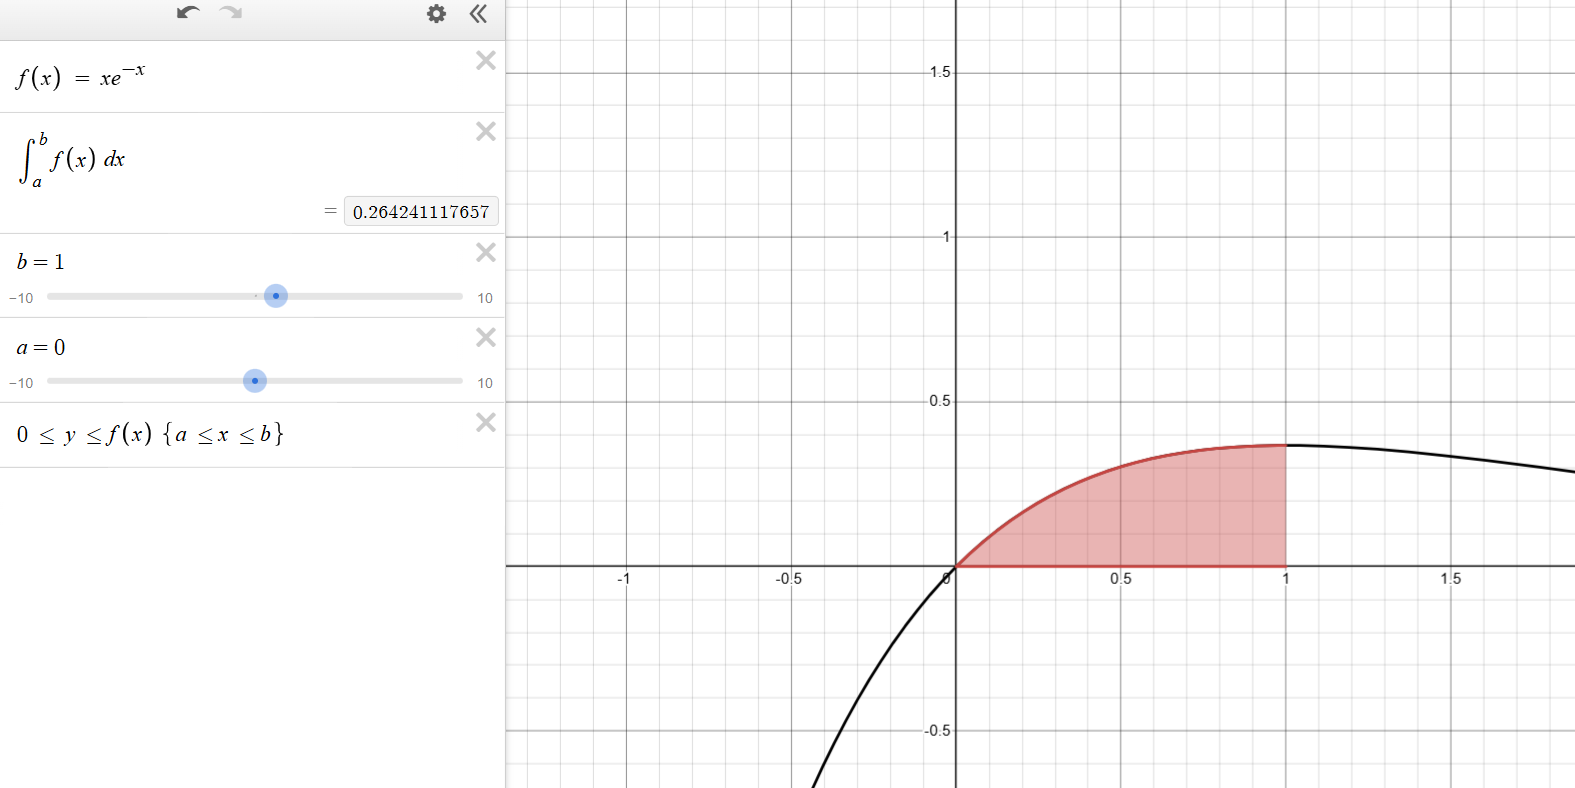 f(x) = xe^{-x}
∫_a^b f(x) dx
= 0.264241117657
b = 1
-10 10
a = 0
-10 10
0 ≤ y ≤ f(x) {a ≤ x ≤ b}
1.5
1
0.5
-1 -0.5 0 0.5 1 1.5
-0.5